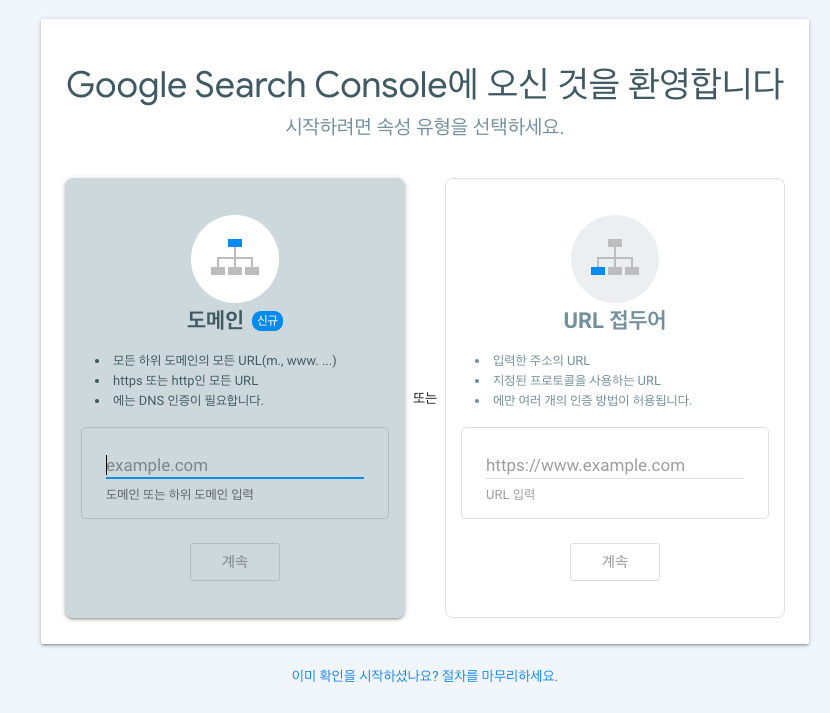 Google Search Console에 오신 것을 환영합니다
시작하려면 속성 유형을 선택하세요.
도메인 신규
모든 하위 도메인의 모든 URL(m., www. ...)
https 또는 http인 모든 URL
에는 DNS 인증이 필요합니다.
example.com
도메인 또는 하위 도메인 입력
계속
또는
URL 접두어
입력한 주소의 URL
지정된 프로토콜을 사용하는 URL
에만 여러 개의 인증 방법이 허용됩니다.
https://www.example.com
URL 입력
계속
이미 확인을 시작하셨나요? 절차를 마무리하세요.